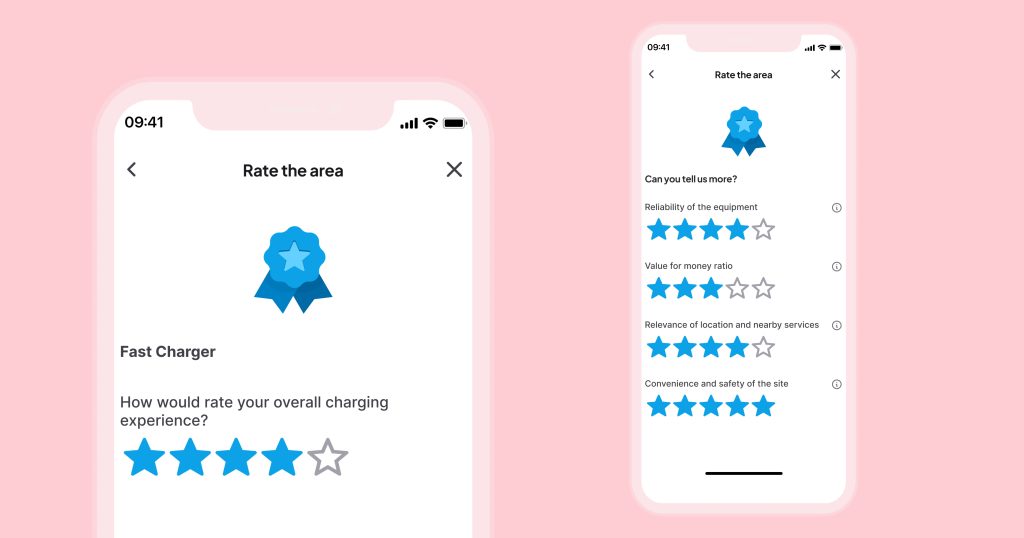 09:41
Rate the area
Fast Charger
How would rate your overall charging
experience?
09:41
Rate the area
Can you tell us more?
Reliability of the equipment
Value for money ratio
Relevance of location and nearby services
Convenience and safety of the site